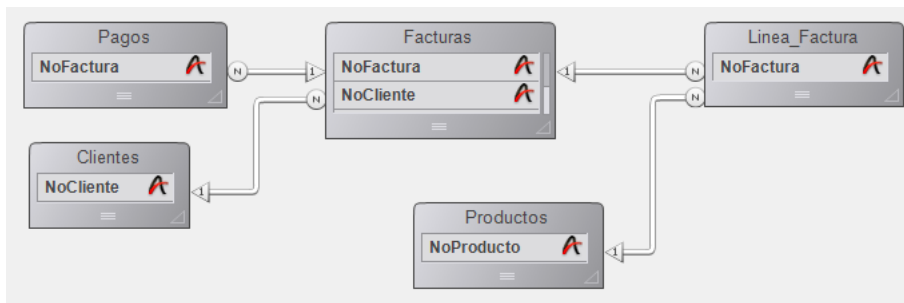 Pagos
NoFactura
N
1
Facturas
NoFactura
NoCliente
N
1
N
Linea_Factura
NoFactura
N
Clientes
NoCliente
1
Productos
NoProducto
1